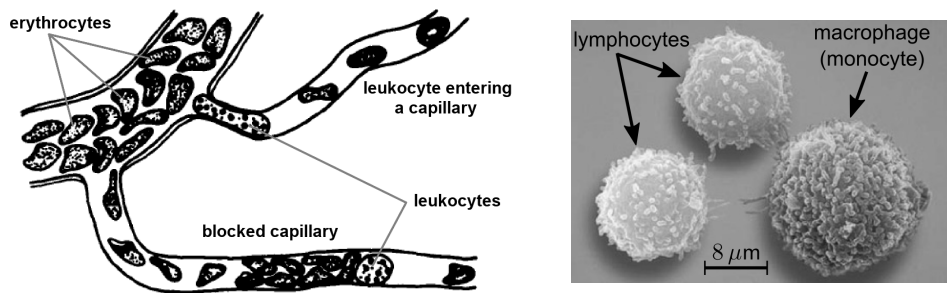 erythrocytes
leukocyte entering
a capillary
leukocytes
blocked capillary
lymphocytes
macrophage
(monocyte)
8 µm